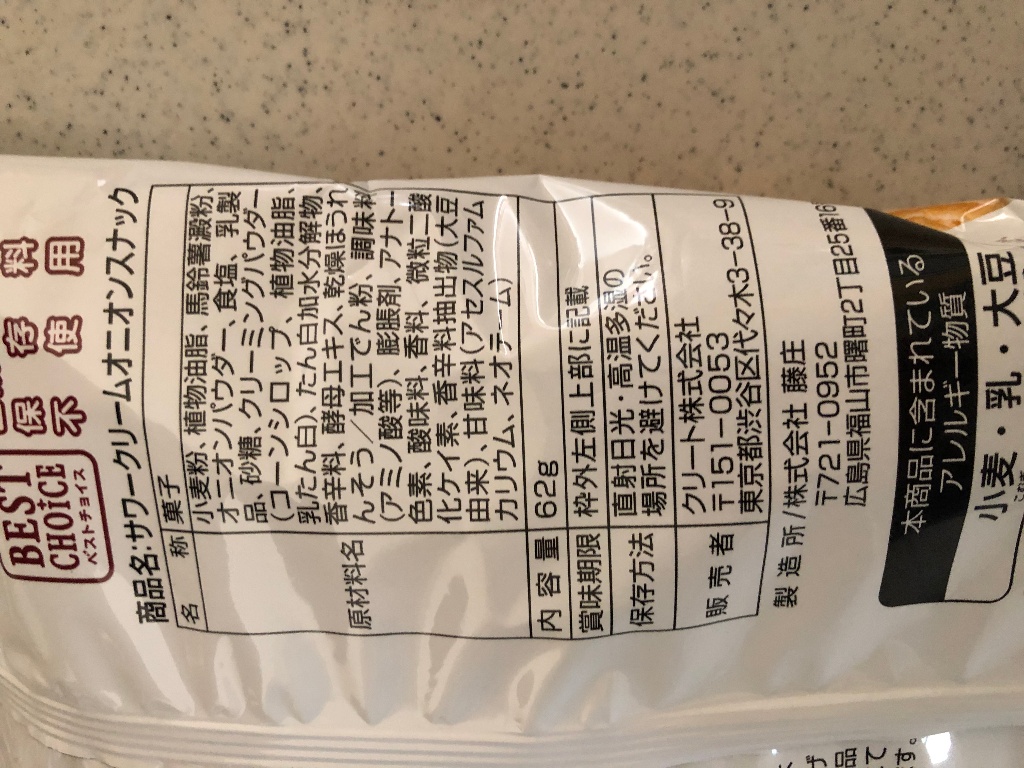 料
用
存
使
保
不
BEST
CHOiCE
ベストチョイス
商品名:サワークリームオニオンスナック
名 称 菓子
原材料名
小麦粉、植物油脂、馬鈴薯澱粉、
オニオンパウダー、食塩、乳製
品、砂糖、クリーミングパウダー
(コーンシロップ、植物油脂、
乳たん白)、たん白加水分解物、
香辛料、酵母エキス、乾燥ほうれ
んそう/加工でん粉、調味料
(アミノ酸等)、膨脹剤、アナトー
色素、酸味料、香料、微粒二酸
化ケイ素、香辛料抽出物(大豆
由来)、甘味料(アセスルファム
カリウム、ネオテーム)
内 容 量 62g
賞味期限 枠外左側上部に記載
保存方法 直射日光・高温多湿の
場所を避けてください。
販 売 者 クリート株式会社
〒151-0053
東京都渋谷区代々木3-38-9
製 造 所/株式会社 藤庄
〒721-0952
広島県福山市曙町2丁目25番16
本商品に含まれている
アレルギー物質
小麦・乳・大豆
げ
品
て
す。